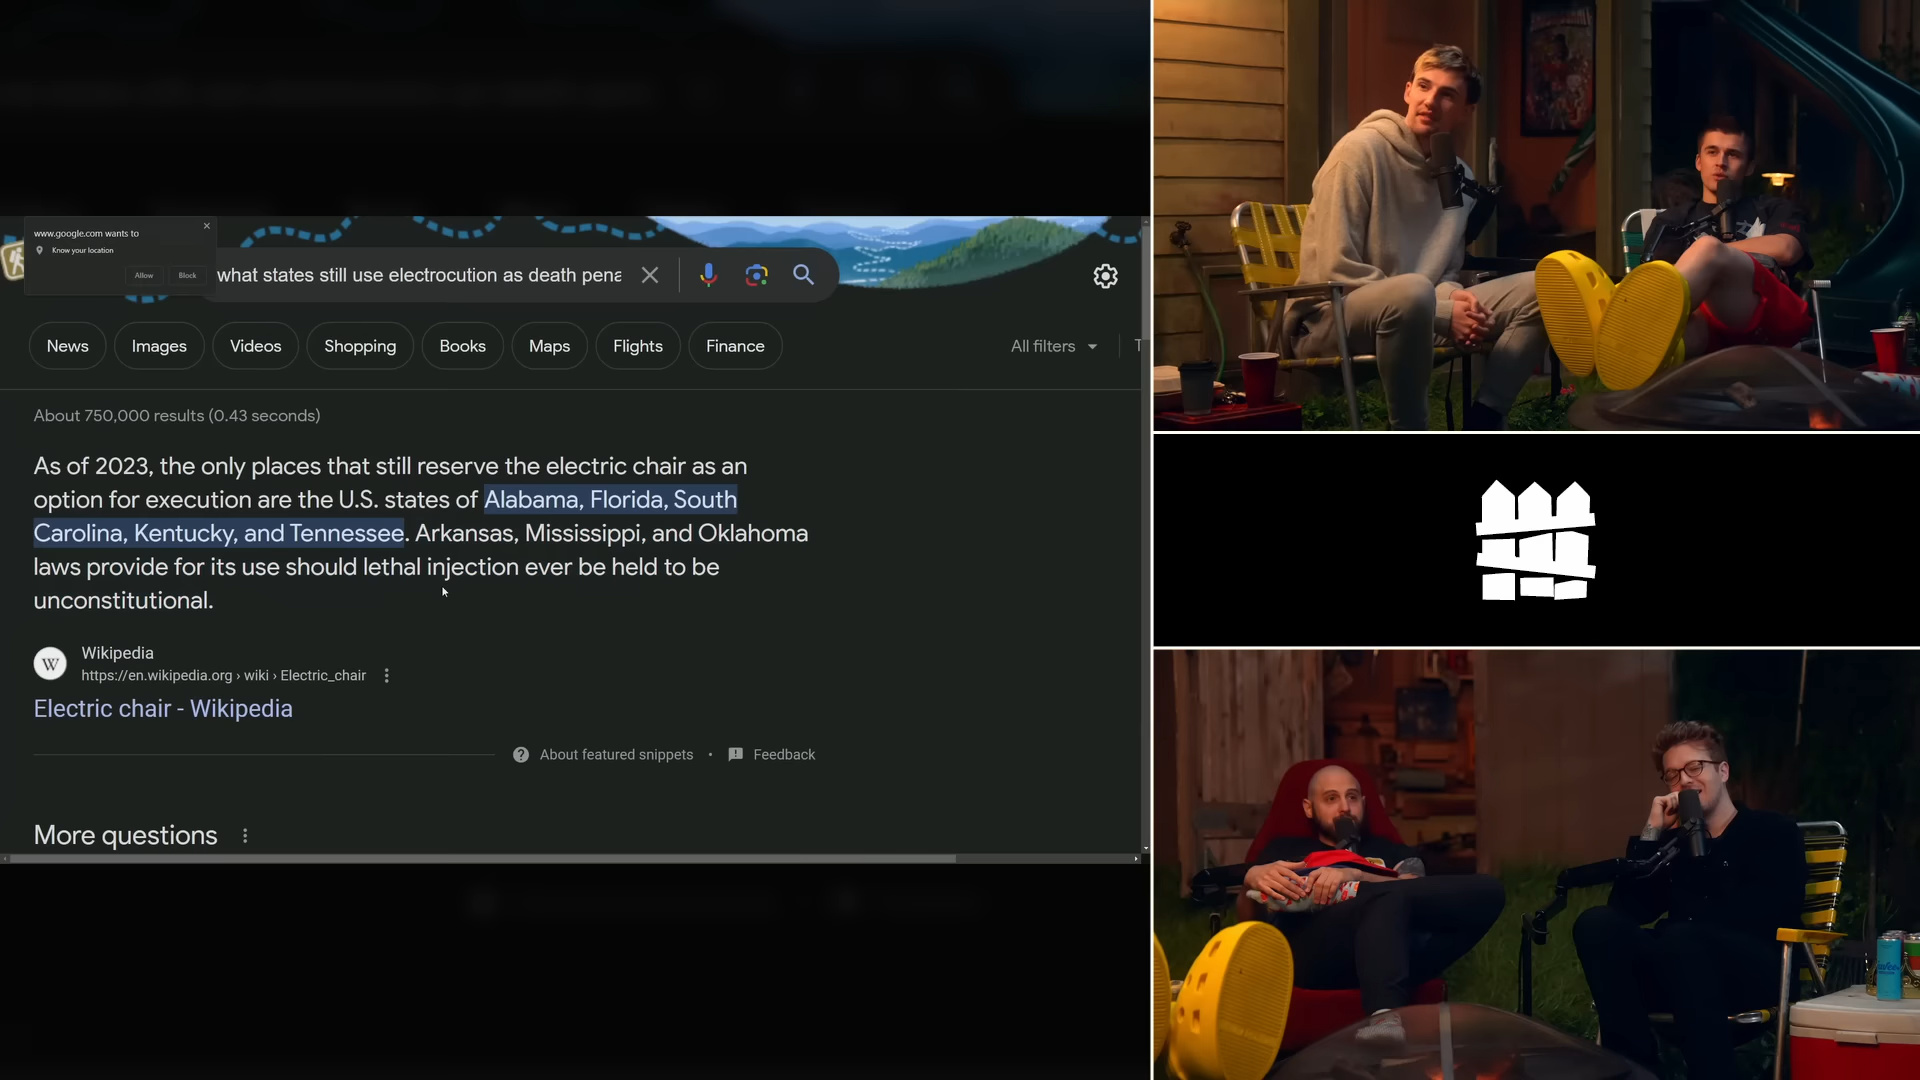 www.google.com wants to
Know your location
Allow Block
what states still use electrocution as death pena
News Images Videos Shopping Books Maps Flights Finance All filters T
About 750,000 results (0.43 seconds)
As of 2023, the only places that still reserve the electric chair as an
option for execution are the U.S. states of Alabama, Florida, South
Carolina, Kentucky, and Tennessee. Arkansas, Mississippi, and Oklahoma
laws provide for its use should lethal injection ever be held to be
unconstitutional.
W Wikipedia
https://en.wikipedia.org › wiki › Electric_chair
Electric chair - Wikipedia
About featured snippets • Feedback
More questions